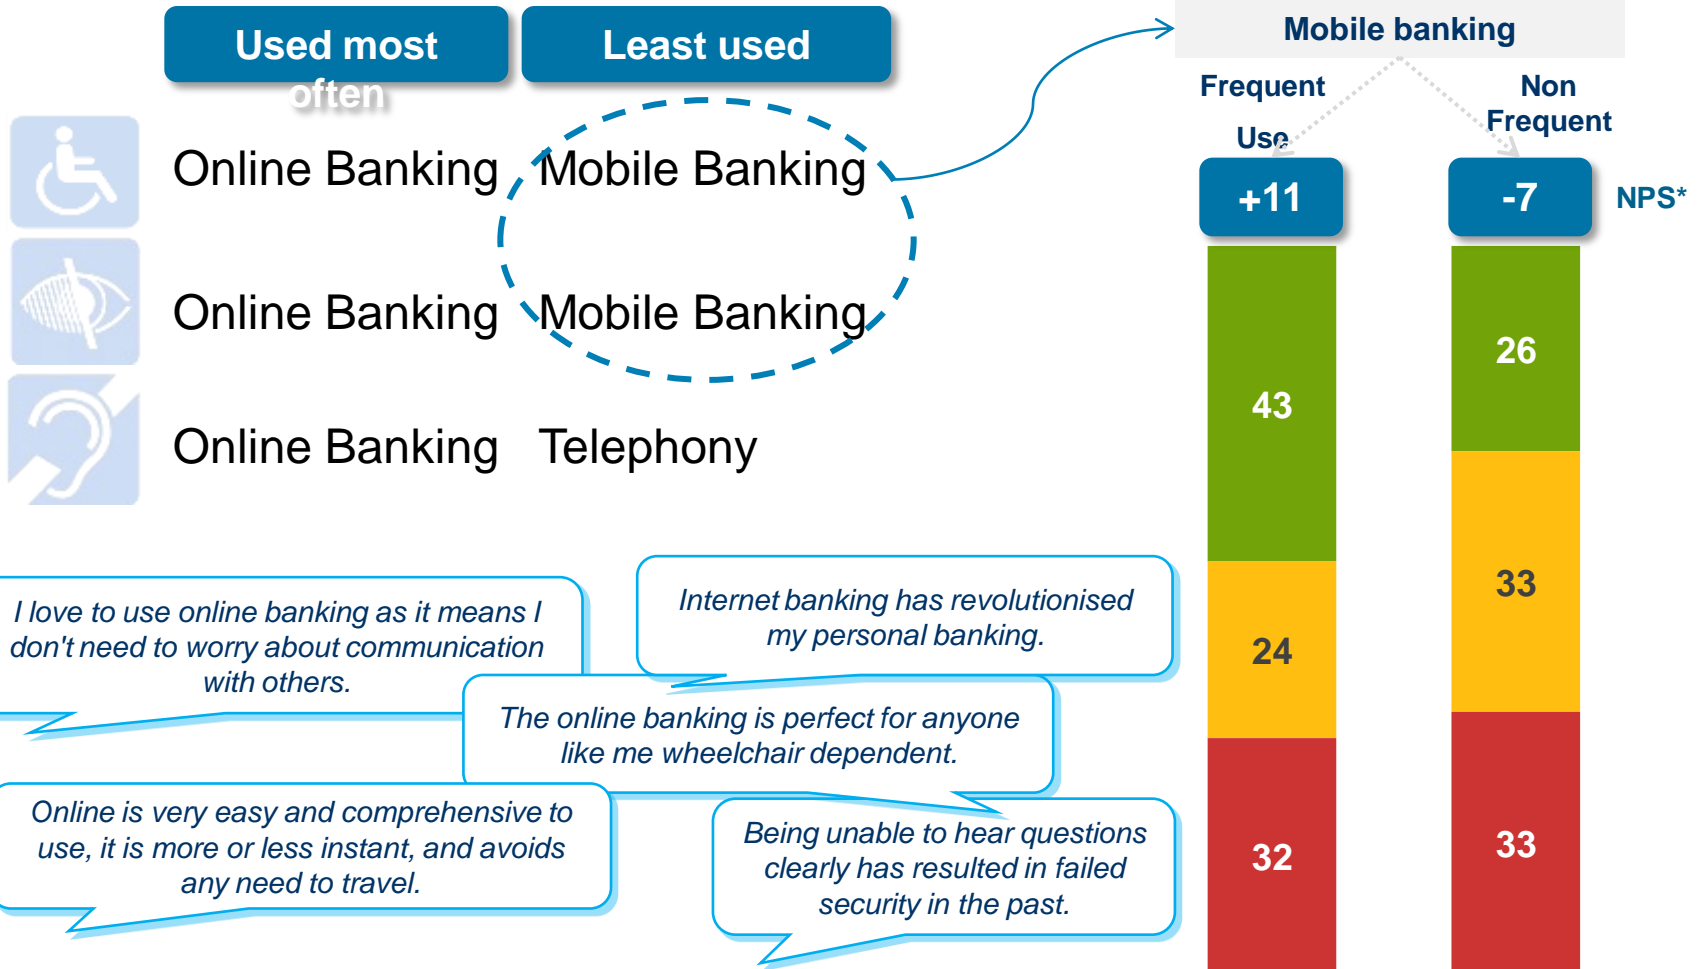 Used most
often
Least used
Online Banking
Mobile Banking
Online Banking
Mobile Banking
Online Banking
Telephony
Mobile banking
Frequent
Use
Non
Frequent
+11
-7
NPS*
43
24
32
26
33
33
I love to use online banking as it means I
don't need to worry about communication
with others.
Internet banking has revolutionised
my personal banking.
The online banking is perfect for anyone
like me wheelchair dependent.
Online is very easy and comprehensive to
use, it is more or less instant, and avoids
any need to travel.
Being unable to hear questions
clearly has resulted in failed
security in the past.